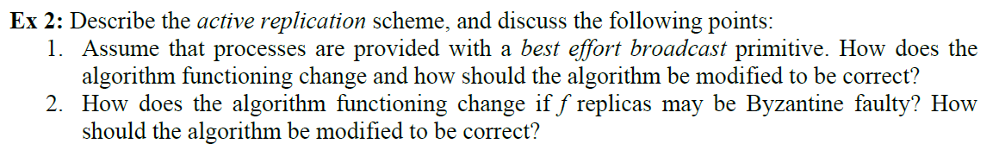 Ex 2: Describe the active replication scheme, and discuss the following points:
1. Assume that processes are provided with a best effort broadcast primitive. How does the
algorithm functioning change and how should the algorithm be modified to be correct?
2. How does the algorithm functioning change if f replicas may be Byzantine faulty? How
should the algorithm be modified to be correct?